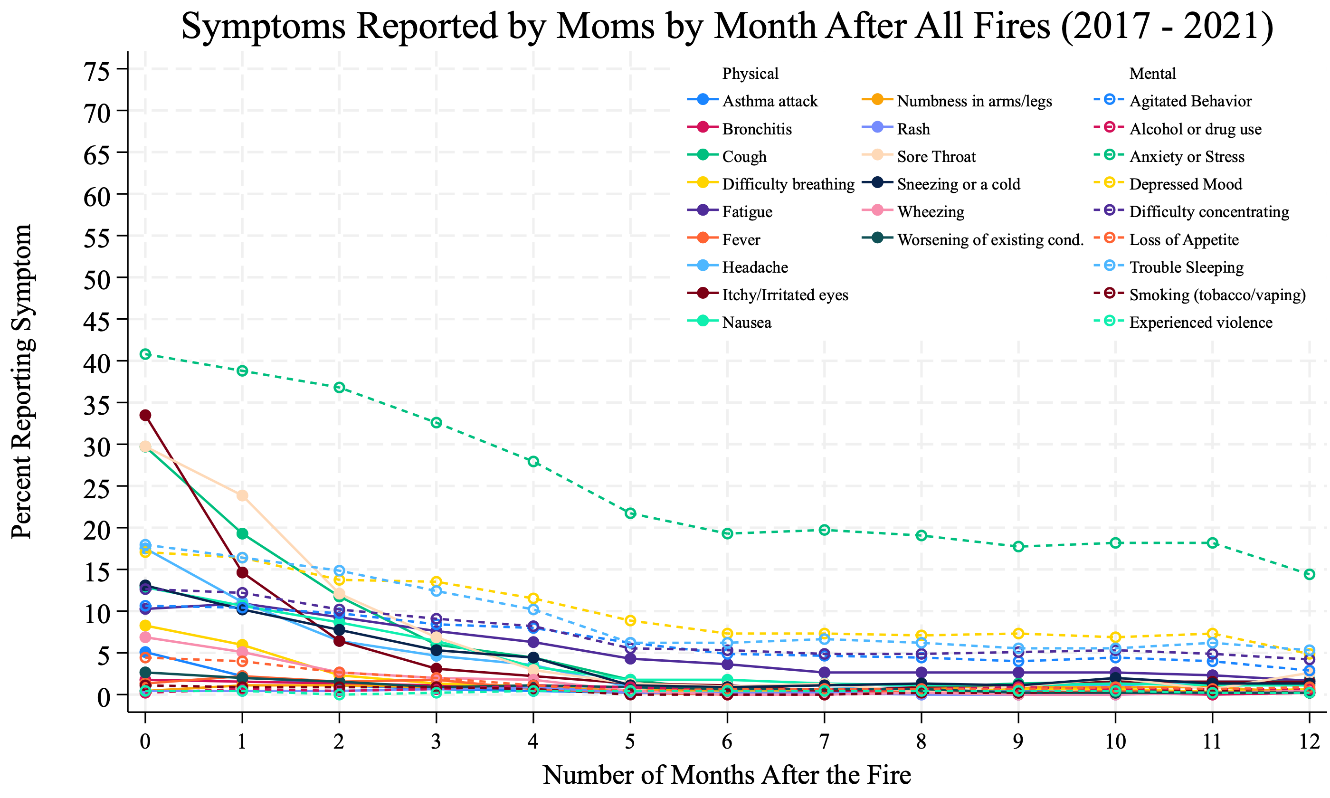 Symptoms Reported by Moms by Month After All Fires (2017 - 2021)
Percent Reporting Symptom
75
70
65
60
55
50
45
40
35
30
25
20
15
10
5
0
Physical
Asthma attack
Bronchitis
Cough
Difficulty breathing
Fatigue
Fever
Headache
Itchy/Irritated eyes
Nausea
Numbness in arms/legs
Rash
Sore Throat
Sneezing or a cold
Wheezing
Worsening of existing cond.
Mental
Agitated Behavior
Alcohol or drug use
Anxiety or Stress
Depressed Mood
Difficulty concentrating
Loss of Appetite
Trouble Sleeping
Smoking (tobacco/vaping)
Experienced violence
0 1 2 3 4 5 6 7 8 9 10 11 12
Number of Months After the Fire